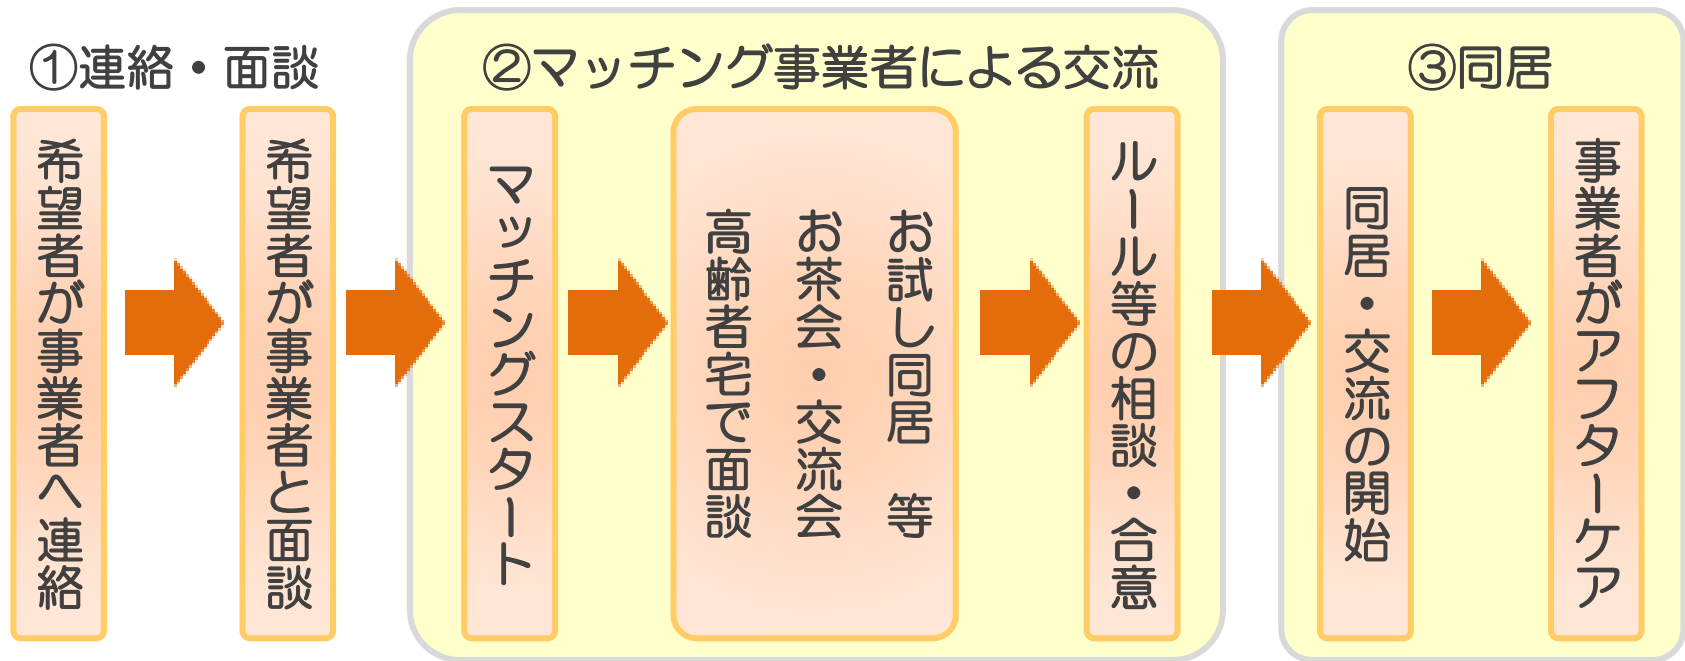 ①連絡・面談
希望者が事業者へ連絡
希望者が事業者と面談
②マッチング事業者による交流
マッチングスタート
高齢者宅で面談
お茶会・交流会
お試し同居　等
ルール等の相談・合意
③同居
同居・交流の開始
事業者がアフターケア